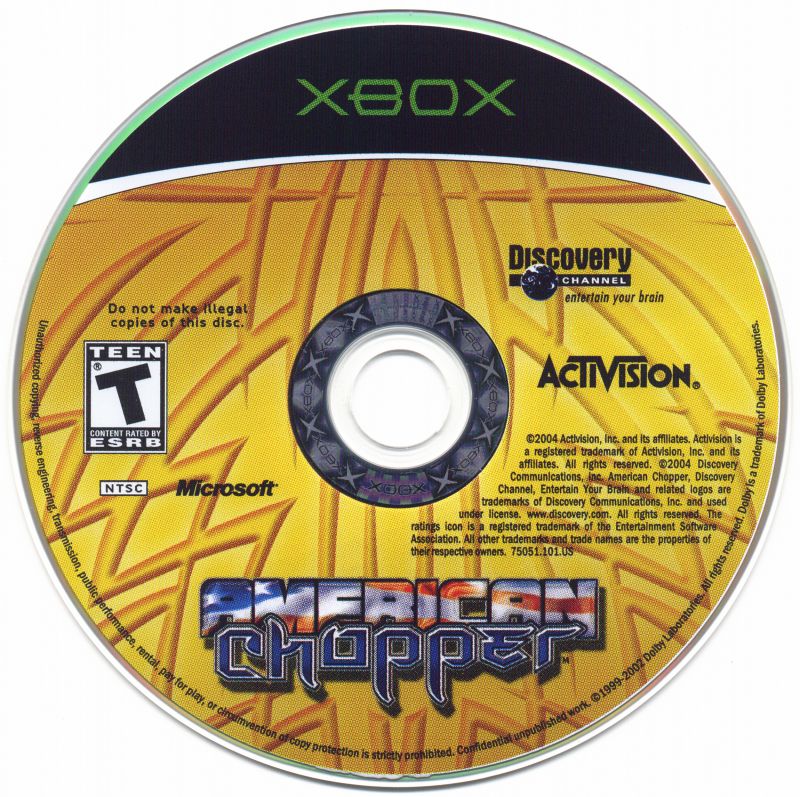 XBOX
Discovery
CHANNEL
entertain your brain
Do not make illegal
copies of this disc.
TEEN
T
®
CONTENT RATED BY
ESRB
ACTIVISION®
NTSC
Microsoft®
XBOX
XBOX
XBOX
XBOX
XBOX
©2004 Activision, Inc. and its affiliates. Activision is
a registered trademark of Activision, Inc. and its
affiliates. All rights reserved. ©2004 Discovery
Communications, Inc. American Chopper, Discovery
Channel, Entertain Your Brain and related logos are
trademarks of Discovery Communications, Inc. and used
under license. www.discovery.com. All rights reserved. The
ratings icon is a registered trademark of the Entertainment Software
Association. All other trademarks and trade names are the properties of
their respective owners. 75051.101.US
AMERICAN
Chopper™
Unauthorized copying, reverse engineering, transmission, public performance, rental, pay for play, or circumvention of copy protection is strictly prohibited. Confidential unpublished work. ©1999-2002 Dolby Laboratories. All rights reserved. Dolby is a trademark of Dolby Laboratories.